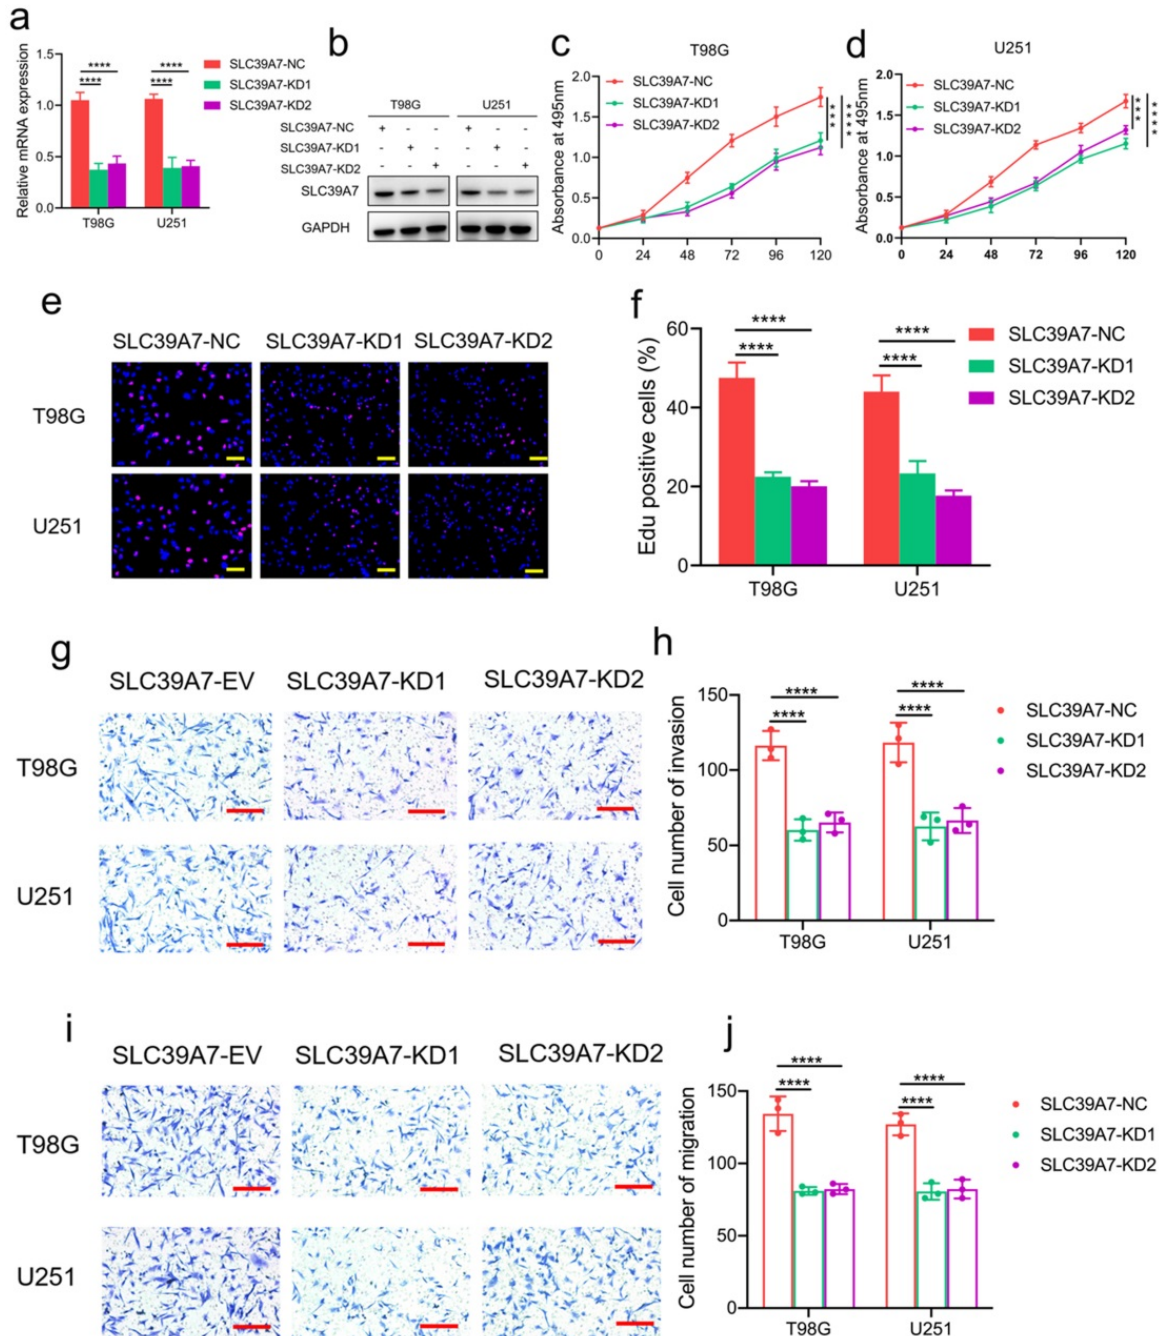 a
Relative mRNA expression
1.5
1.0
0.5
0.0
**** ****
**** ****
T98G U251
SLC39A7-NC
SLC39A7-KD1
SLC39A7-KD2
b
T98G U251
SLC39A7-NC + - - + - -
SLC39A7-KD1 - + - - + -
SLC39A7-KD2 - - + - - +
SLC39A7
GAPDH
c
T98G
Absorbance at 495nm
2.0
1.5
1.0
0.5
0.0
0 24 48 72 96 120
SLC39A7-NC
SLC39A7-KD1
SLC39A7-KD2
***
****
d
U251
Absorbance at 495nm
2.0
1.5
1.0
0.5
0.0
0 24 48 72 96 120
SLC39A7-NC
SLC39A7-KD1
SLC39A7-KD2
***
****
e
SLC39A7-NC SLC39A7-KD1 SLC39A7-KD2
T98G
U251
f
Edu positive cells (%)
60
40
20
0
**** ****
**** ****
T98G U251
SLC39A7-NC
SLC39A7-KD1
SLC39A7-KD2
g
SLC39A7-EV SLC39A7-KD1 SLC39A7-KD2
T98G
U251
h
Cell number of invasion
150
100
50
0
**** ****
**** ****
T98G U251
SLC39A7-NC
SLC39A7-KD1
SLC39A7-KD2
i
SLC39A7-EV SLC39A7-KD1 SLC39A7-KD2
T98G
U251
j
Cell number of migration
150
100
50
0
**** ****
**** ****
T98G U251
SLC39A7-NC
SLC39A7-KD1
SLC39A7-KD2